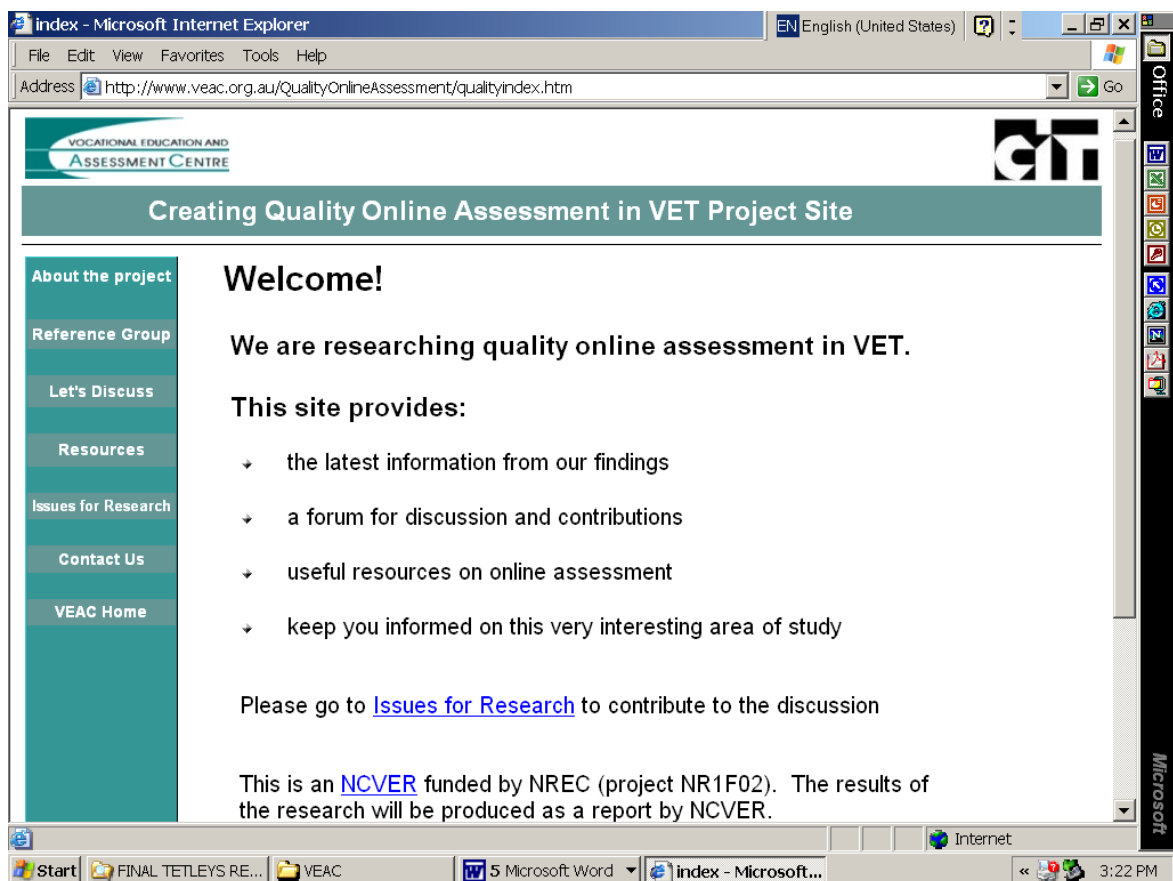 index - Microsoft Internet Explorer
EN English (United States)
File Edit View Favorites Tools Help
Address http://www.veac.org.au/QualityOnlineAssessment/qualityindex.htm Go
Office
VOCATIONAL EDUCATION AND
ASSESSMENT CENTRE
CIT
Creating Quality Online Assessment in VET Project Site
About the project
Reference Group
Let's Discuss
Resources
Issues for Research
Contact Us
VEAC Home
Welcome!
We are researching quality online assessment in VET.
This site provides:
the latest information from our findings
a forum for discussion and contributions
useful resources on online assessment
keep you informed on this very interesting area of study
Please go to Issues for Research to contribute to the discussion
This is an NCVER funded by NREC (project NR1F02). The results of
the research will be produced as a report by NCVER.
Microsoft
Internet
Start FINAL TETLEYS RE... VEAC 5 Microsoft Word index - Microsoft... « 3:22 PM